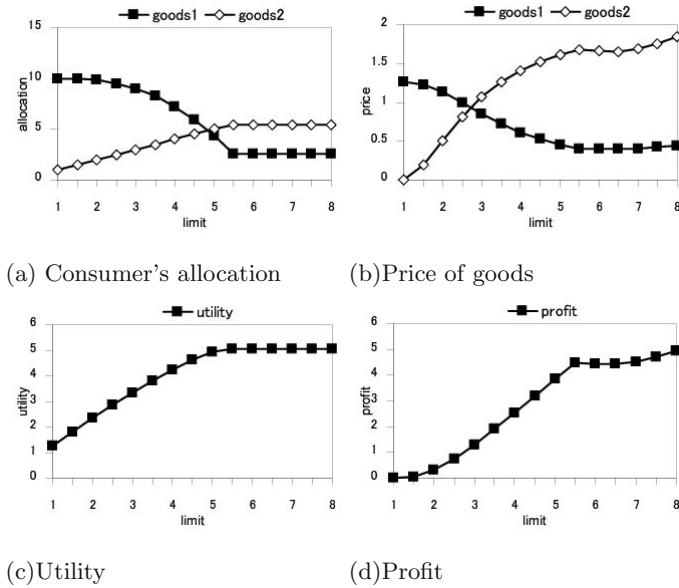 goods1 goods2
15
10
5
0
allocation
1 2 3 4 5 6 7 8
limit
(a) Consumer's allocation
goods1 goods2
2
1.5
1
0.5
0
price
1 2 3 4 5 6 7 8
limit
(b)Price of goods
utility
6
5
4
3
2
1
0
utility
1 2 3 4 5 6 7 8
limit
(c)Utility
profit
6
5
4
3
2
1
0
profit
1 2 3 4 5 6 7 8
limit
(d)Profit